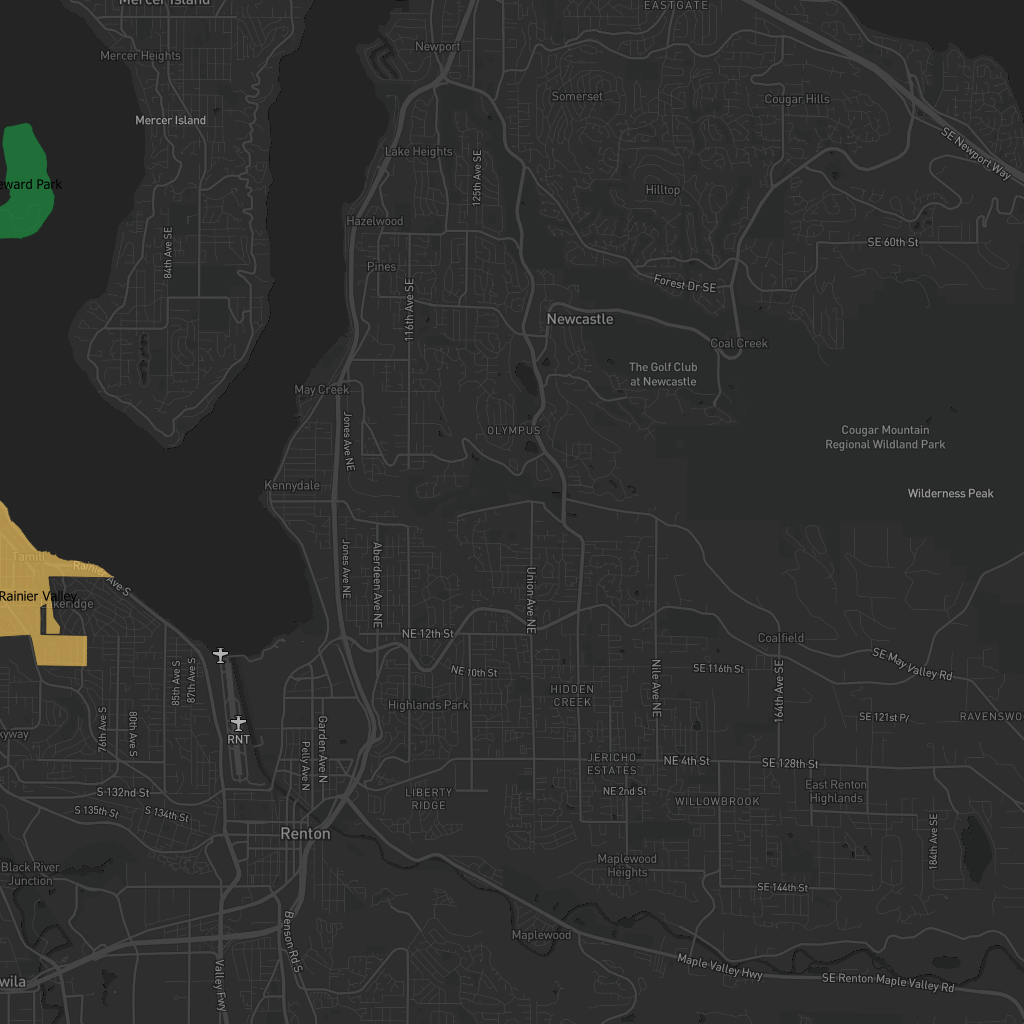 Mercer Island
EASTGATE
Newport
Mercer Heights
Somerset
Cougar Hills
Mercer Island
SE Newport Way
Lake Heights
125th Ave SE
eward Park
Hilltop
Hazelwood
84th Ave SE
SE 60th St
Pines
Forest Dr SE
116th Ave SE
Newcastle
Coal Creek
The Golf Club
at Newcastle
May Creek
Jones Ave NE
OLYMPUS
Cougar Mountain
Regional Wildland Park
Kennydale
Wilderness Peak
Tamill
Rainier Ave S
Jones Ave NE
Aberdeen Ave NE
Union Ave NE
Rainier Valley
keridge
NE 12th St
Coalfield
SE May Valley Rd
NE 10th St
SE 116th St
85th Ave S
87th Ave S
Nile Ave NE
164th Ave SE
HIDDEN
CREEK
Highlands Park
76th Ave S
80th Ave S
SE 121st Pl
RAVENSWO
kyway
RNT
Garden Ave N
Pelly Ave N
JERICHO
ESTATES
NE 4th St
SE 128th St
S 132nd St
LIBERTY
RIDGE
NE 2nd St
WILLOWBROOK
East Renton
Highlands
S 135th St
S 134th St
Renton
184th Ave SE
Black River
Junction
Maplewood
Heights
SE 144th St
Benson Rd S
Maplewood
Valley Fwy
Maple Valley Hwy
SE Renton Maple Valley Rd
wila